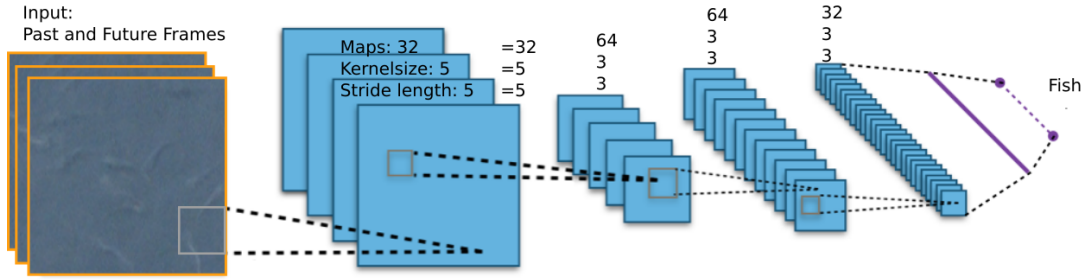 Input:
Past and Future Frames
Maps: 32 =32
Kernelsize: 5 =5
Stride length: 5 =5
64
3
3
64
3
3
32
3
3
Fish